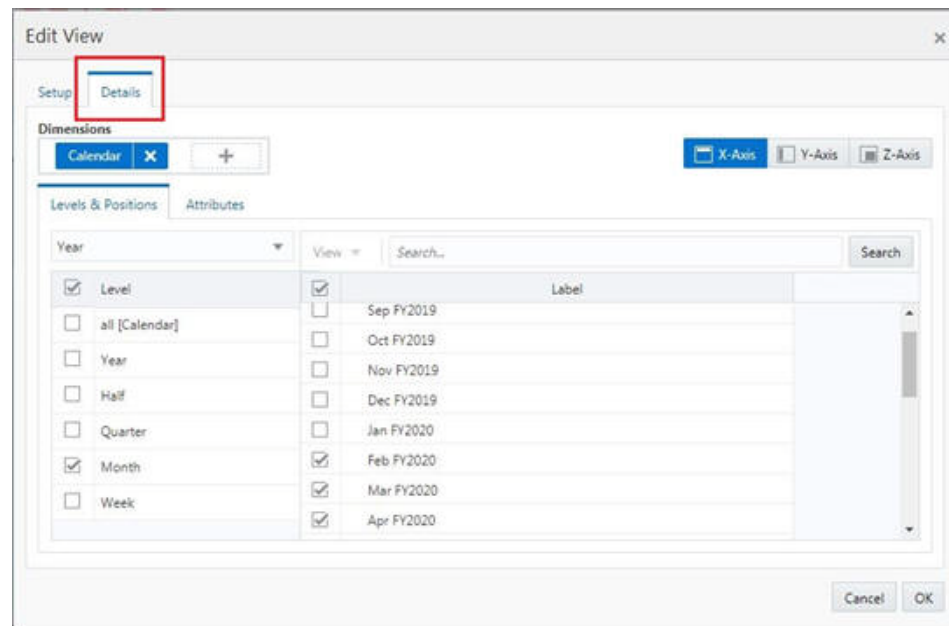 Edit View
Setup Details
Dimensions
Calendar
X-Axis Y-Axis Z-Axis
Levels & Positions Attributes
Year View Search... Search
Level Label
all [Calendar] Sep FY2019
Year Oct FY2019
Half Nov FY2019
Quarter Dec FY2019
Month Jan FY2020
Week Feb FY2020
Mar FY2020
Apr FY2020
Cancel OK